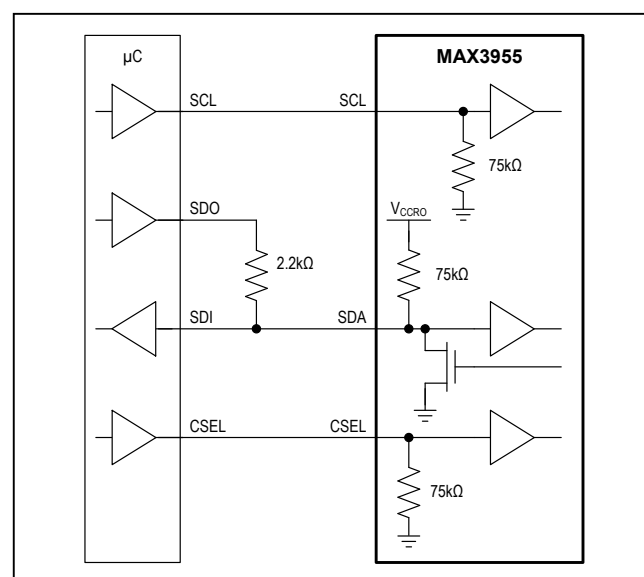 µC
MAX3955
SCL
SCL
75kΩ
SDO
VCCRO
2.2kΩ
75kΩ
SDI
SDA
CSEL
CSEL
75kΩ